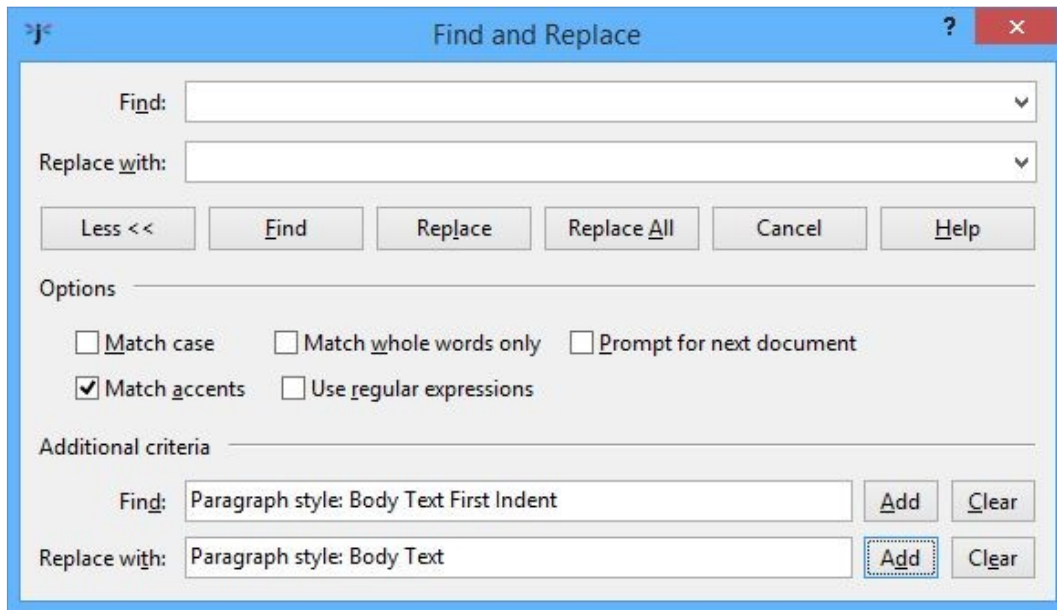 Find and Replace ?
Find:
Replace with:
Less << Find Replace Replace All Cancel Help
Options
Match case Match whole words only Prompt for next document
Match accents Use regular expressions
Additional criteria
Find: Paragraph style: Body Text First Indent Add Clear
Replace with: Paragraph style: Body Text Add Clear